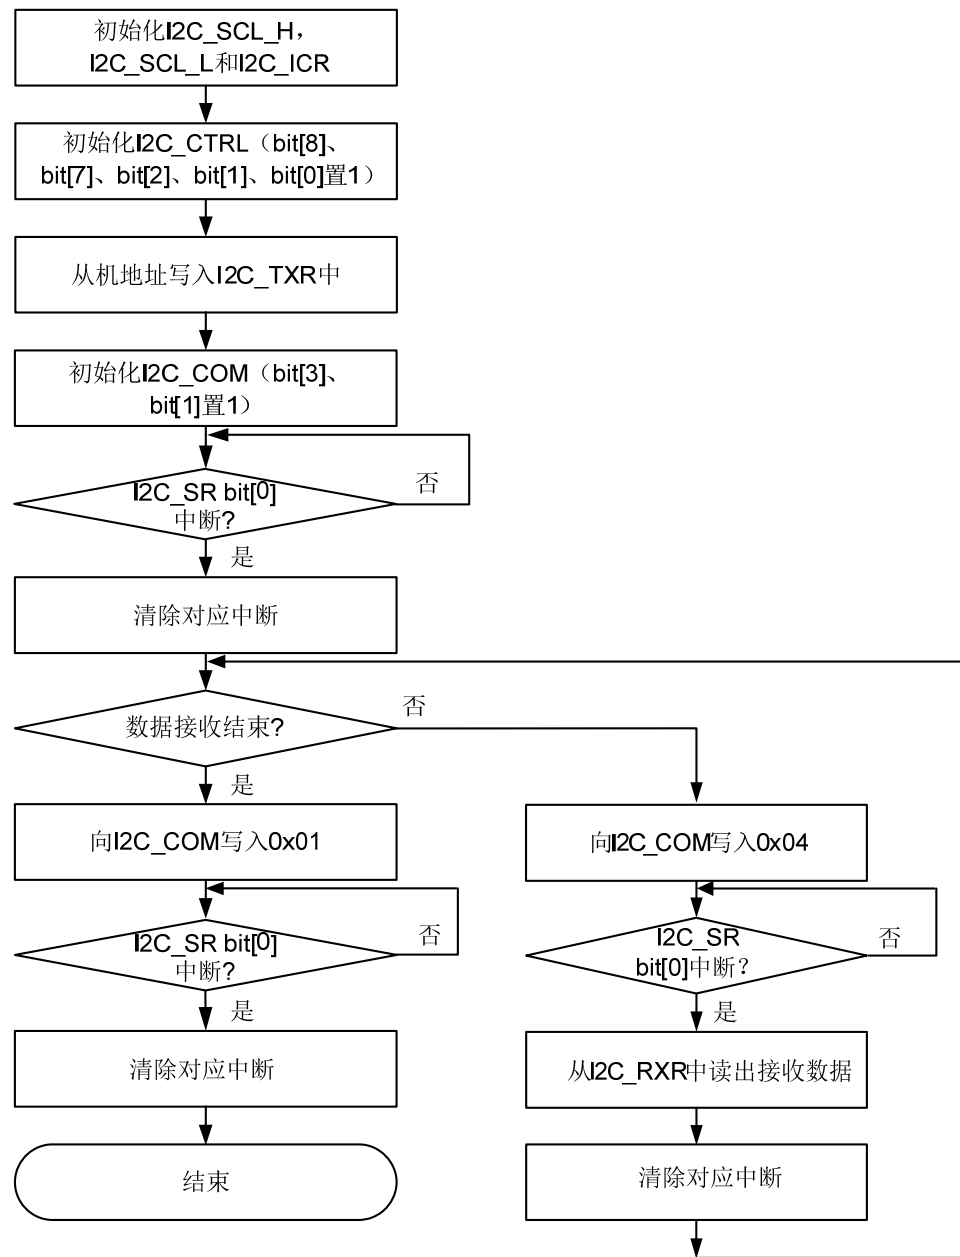 初始化I2C_SCL_H，
I2C_SCL_L和I2C_ICR
初始化I2C_CTRL（bit[8]、
bit[7]、bit[2]、bit[1]、bit[0]置1）
从机地址写入I2C_TXR中
初始化I2C_COM（bit[3]、
bit[1]置1）
I2C_SR bit[0]
中断?
否
是
清除对应中断
数据接收结束?
否
是
向I2C_COM写入0x01
I2C_SR bit[0]
中断?
否
是
清除对应中断
结束
向I2C_COM写入0x04
I2C_SR
bit[0]中断？
否
是
从I2C_RXR中读出接收数据
清除对应中断